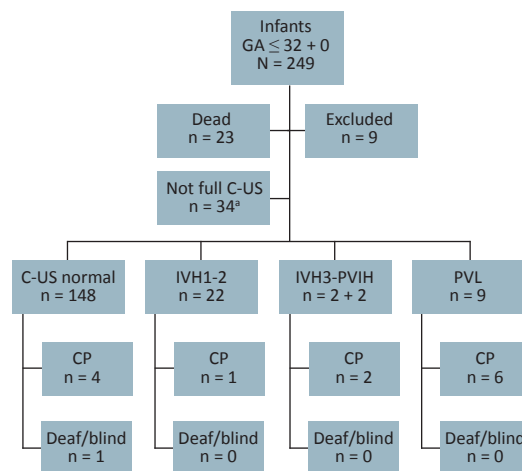 Infants
GA ≤ 32 + 0
N = 249
Dead
n = 23
Excluded
n = 9
Not full C-US
n = 34ª
C-US normal
n = 148
IVH1-2
n = 22
IVH3-PVIH
n = 2 + 2
PVL
n = 9
CP
n = 4
CP
n = 1
CP
n = 2
CP
n = 6
Deaf/blind
n = 1
Deaf/blind
n = 0
Deaf/blind
n = 0
Deaf/blind
n = 0